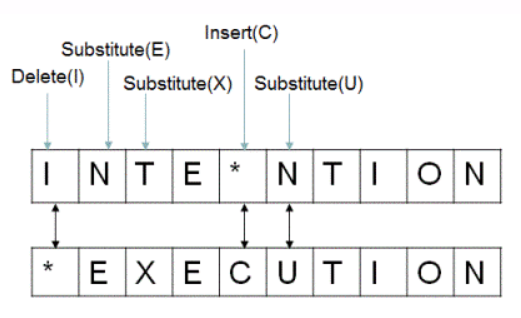 Insert(C)
Substitute(E)
Delete(I) Substitute(X) Substitute(U)
I N T E * N T I O N
* E X E C U T I O N